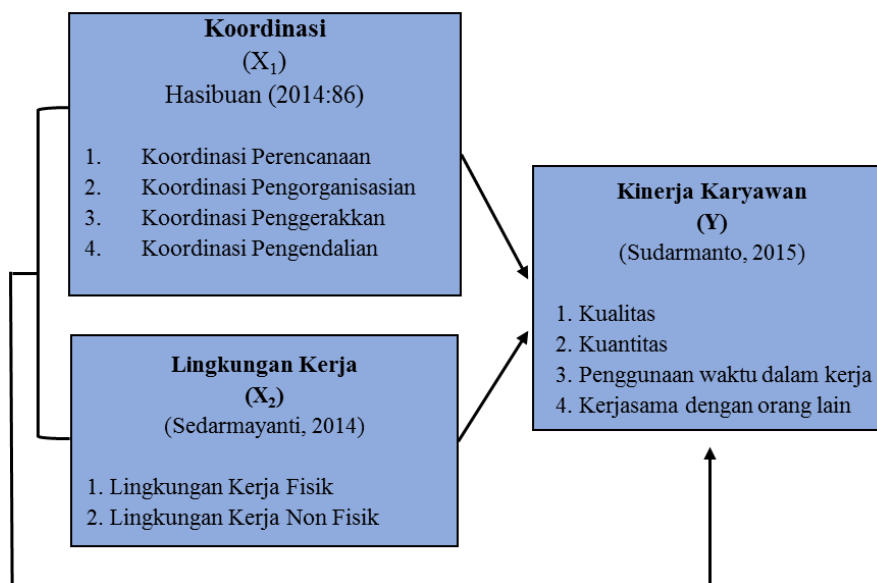 Koordinasi
(X₁)
Hasibuan (2014:86)
1. Koordinasi Perencanaan
2. Koordinasi Pengorganisasian
3. Koordinasi Penggerakkan
4. Koordinasi Pengendalian
Lingkungan Kerja
(X₂)
(Sedarmayanti, 2014)
1. Lingkungan Kerja Fisik
2. Lingkungan Kerja Non Fisik
Kinerja Karyawan
(Y)
(Sudarmanto, 2015)
1. Kualitas
2. Kuantitas
3. Penggunaan waktu dalam kerja
4. Kerjasama dengan orang lain